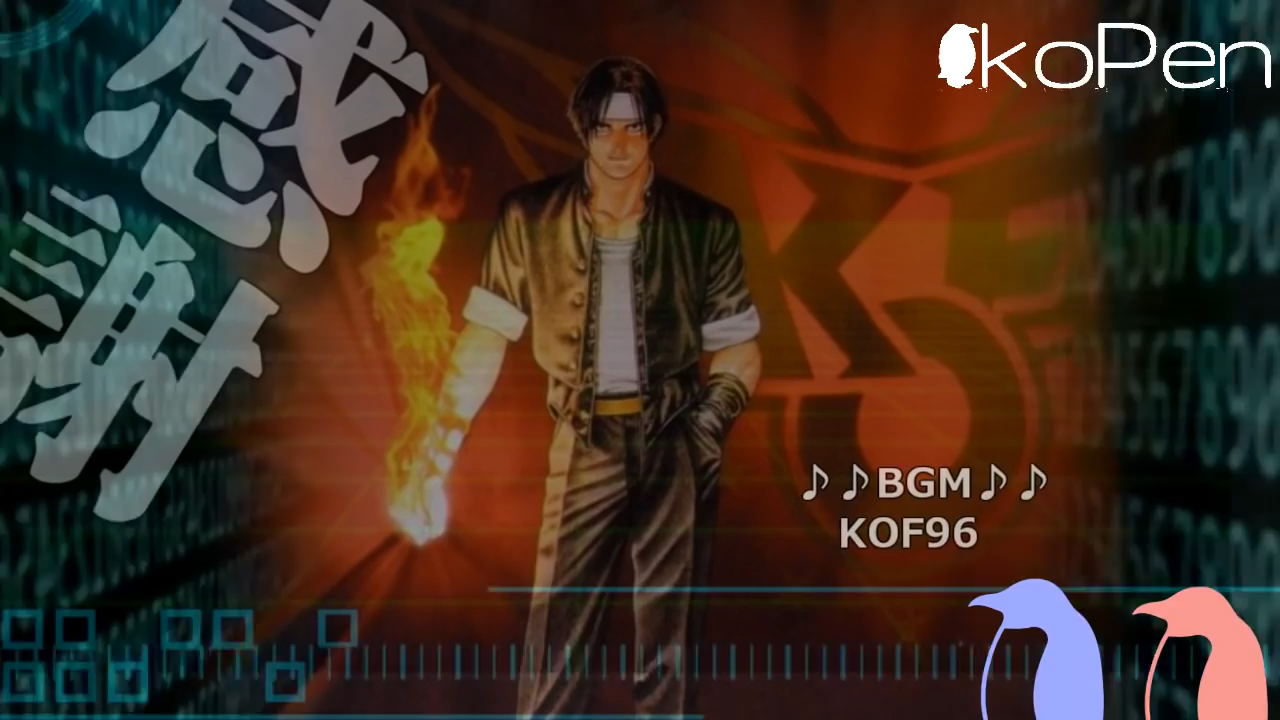 感謝
koPen
♪♪BGM♪♪
KOF96